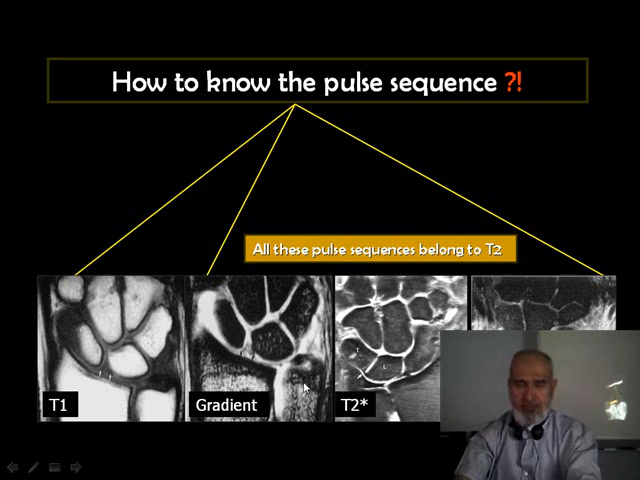 How to know the pulse sequence ?!
All these pulse sequences belong to T2
T1
Gradient
T2*